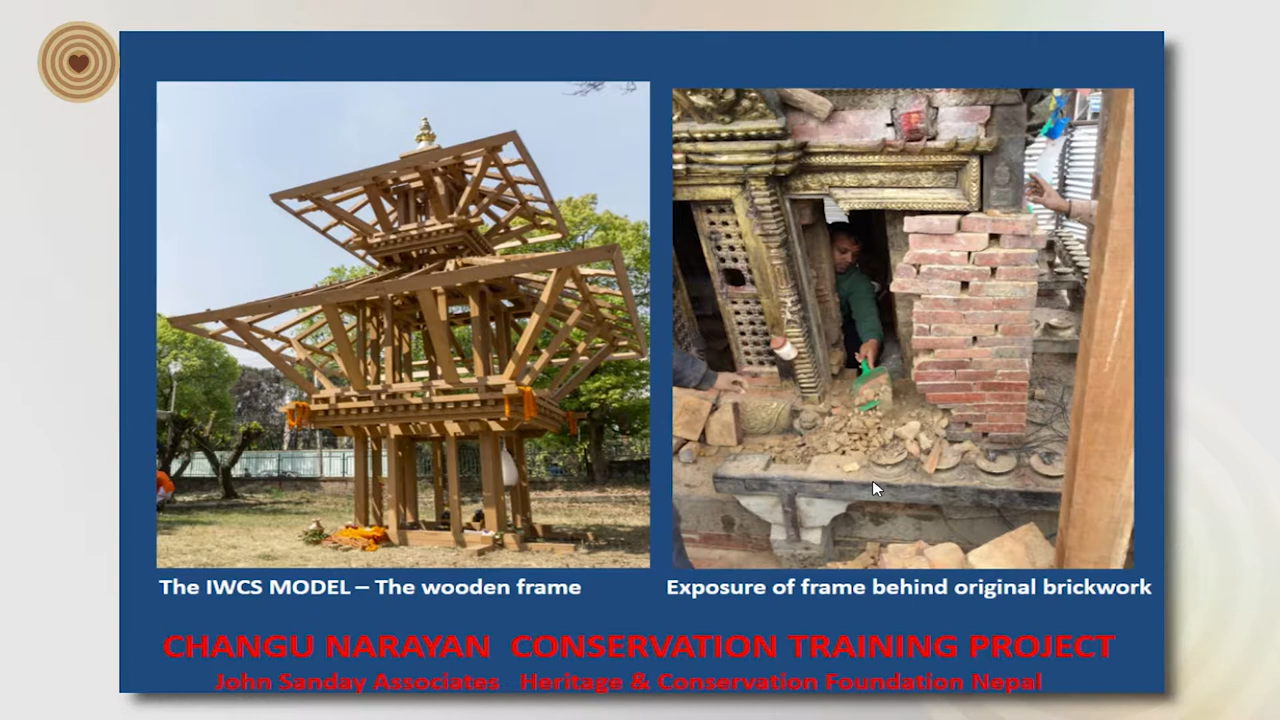 The IWCS MODEL – The wooden frame
Exposure of frame behind original brickwork
CHANGU NARAYAN CONSERVATION TRAINING PROJECT
John Sanday Associates Heritage & Conservation Foundation Nepal